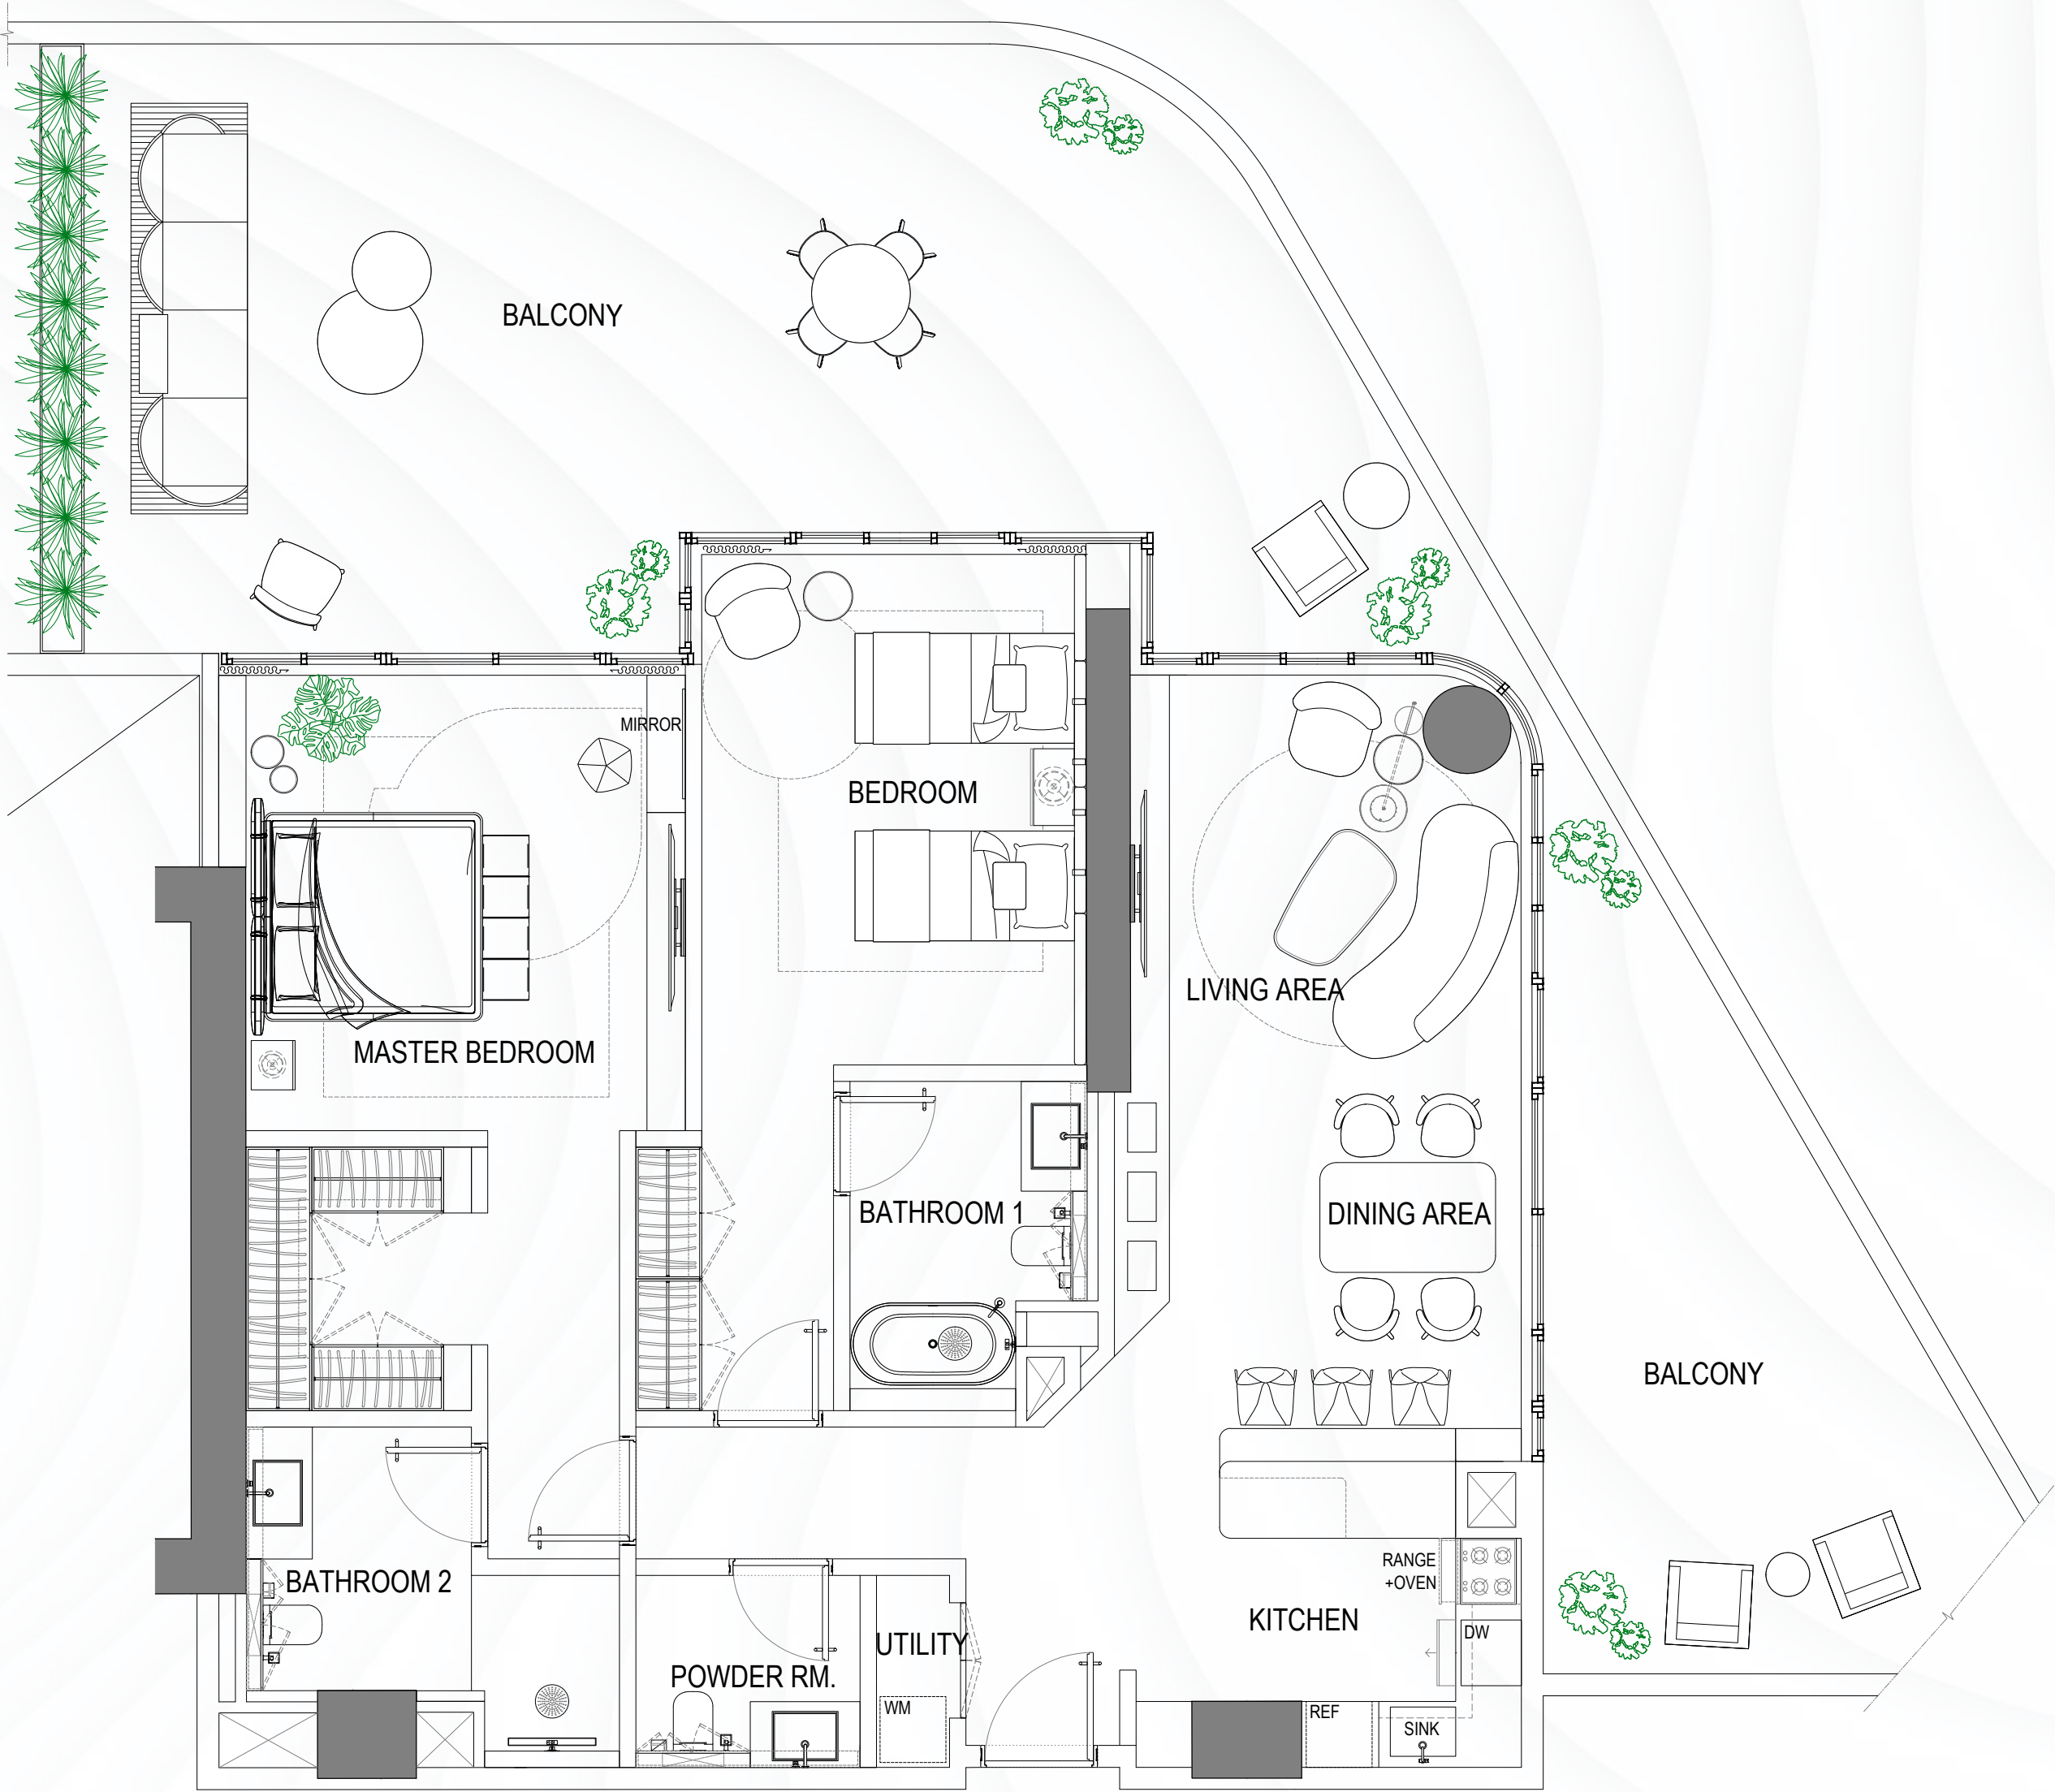 BALCONY
MIRROR
BEDROOM
LIVING AREA
MASTER BEDROOM
BATHROOM 1
DINING AREA
BALCONY
RANGE
+OVEN
BATHROOM 2
KITCHEN
DW
UTILITY
POWDER RM.
WM
REF
SINK